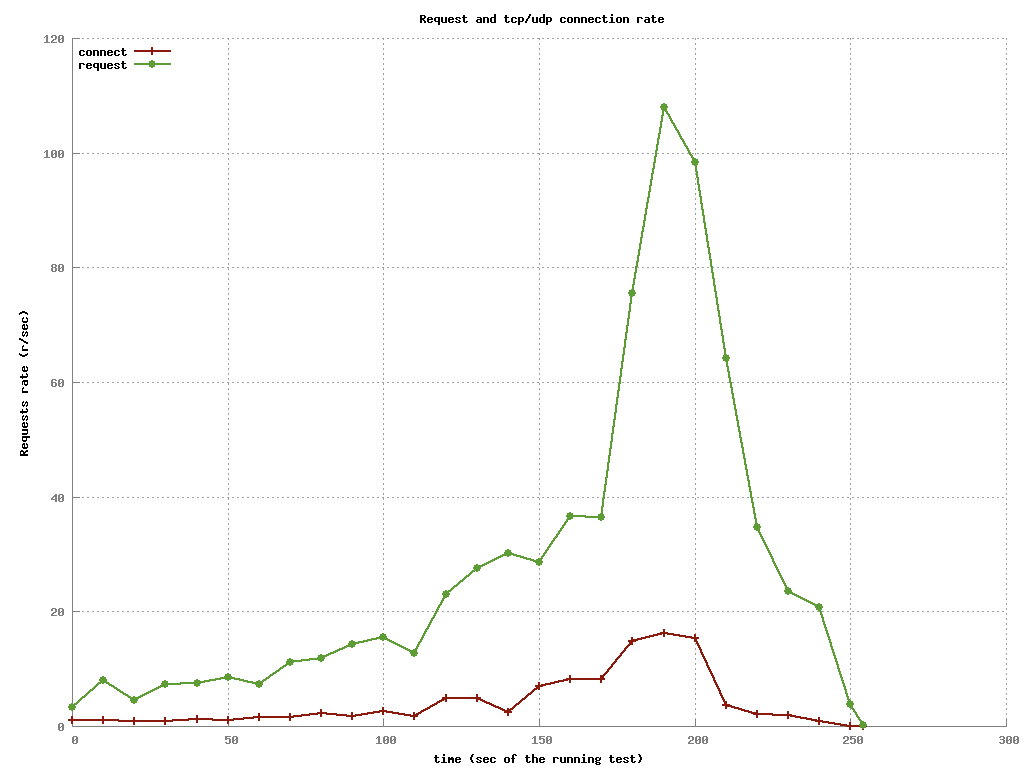 Request and tcp/udp connection rate
120
connect
request
100
80
60
40
20
0
Requests rate (r/sec)
0 50 100 150 200 250 300
time (sec of the running test)